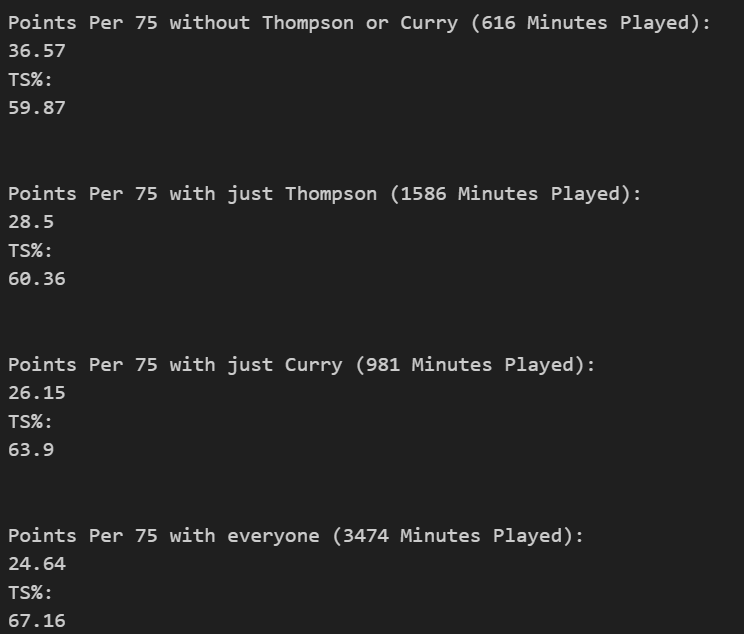 Points Per 75 without Thompson or Curry (616 Minutes Played):
36.57
TS%:
59.87
Points Per 75 with just Thompson (1586 Minutes Played):
28.5
TS%:
60.36
Points Per 75 with just Curry (981 Minutes Played):
26.15
TS%:
63.9
Points Per 75 with everyone (3474 Minutes Played):
24.64
TS%:
67.16